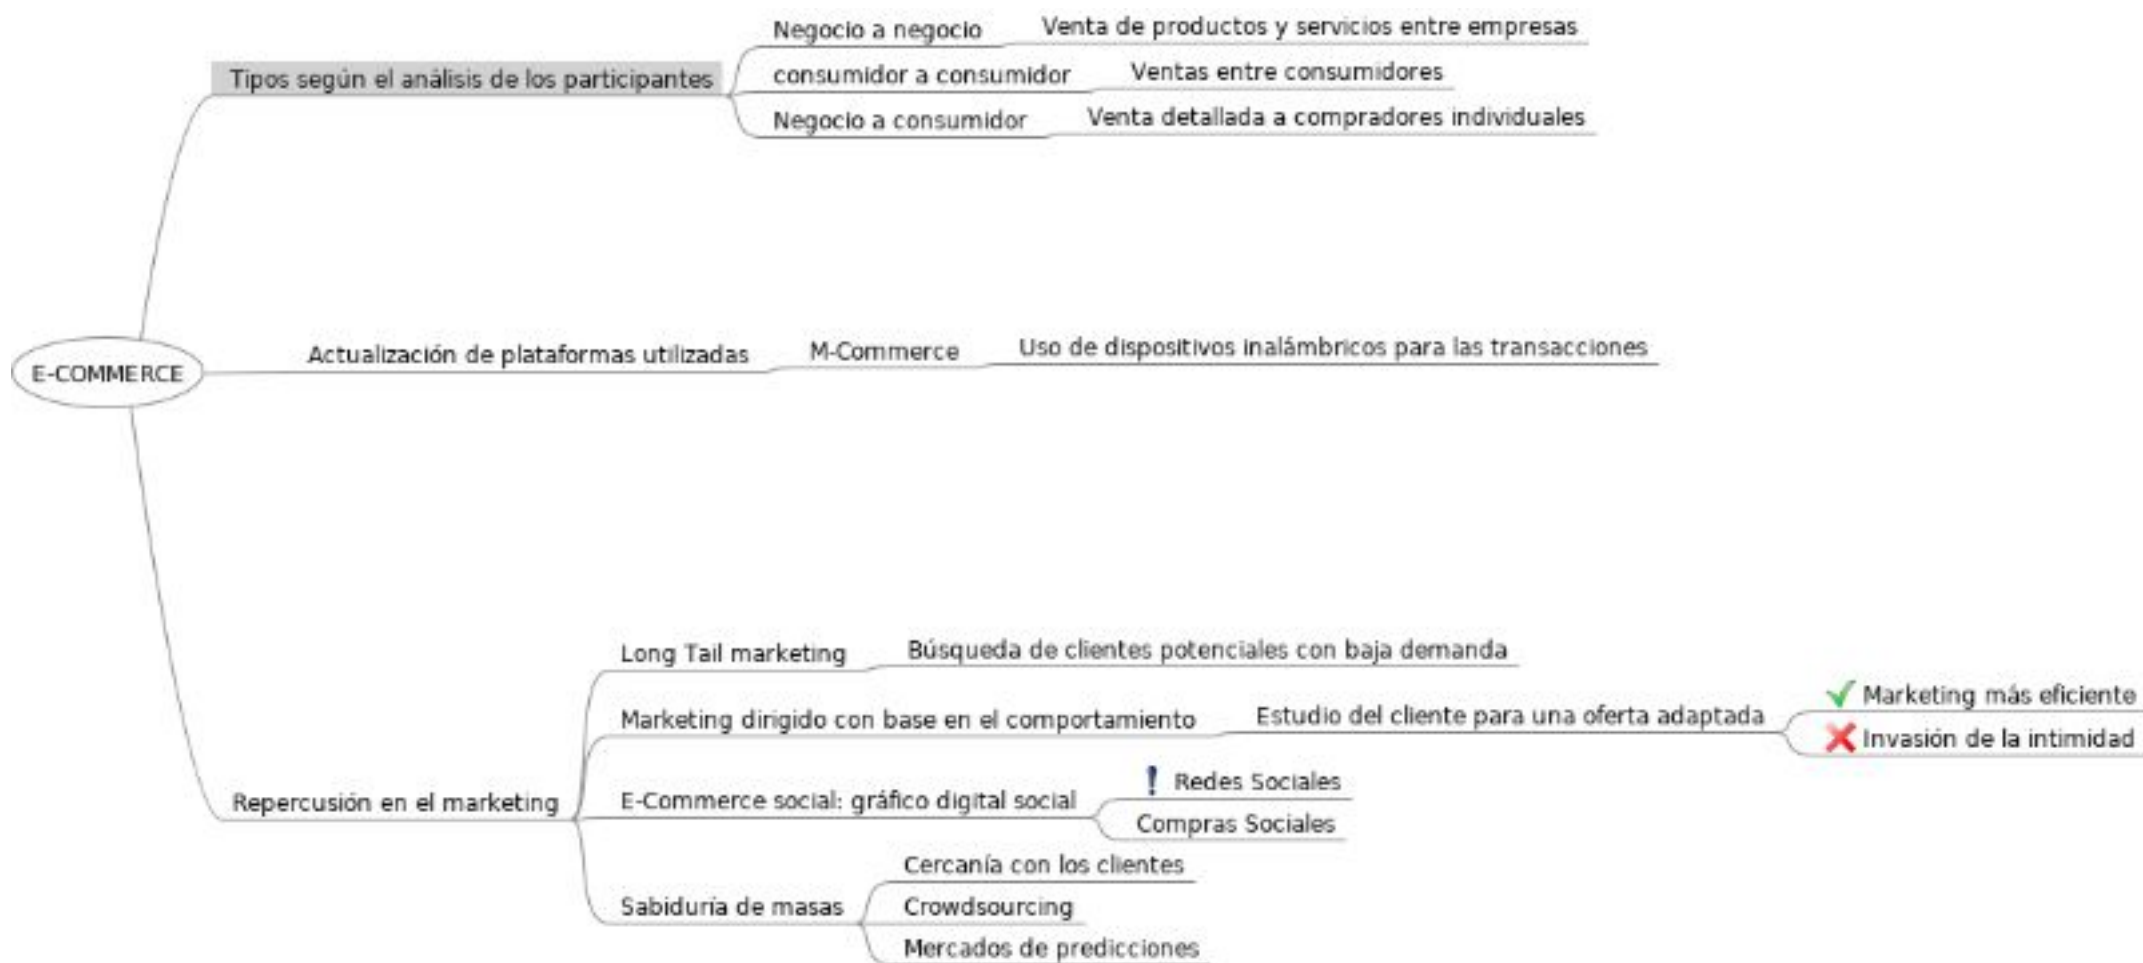 Negocio a negocio
Venta de productos y servicios entre empresas
Tipos según el análisis de los participantes
consumidor a consumidor
Ventas entre consumidores
Negocio a consumidor
Venta detallada a compradores individuales
E-COMMERCE
Actualización de plataformas utilizadas
M-Commerce
Uso de dispositivos inalámbricos para las transacciones
Long Tail marketing
Búsqueda de clientes potenciales con baja demanda
Marketing dirigido con base en el comportamiento
Estudio del cliente para una oferta adaptada
Marketing más eficiente
Invasión de la intimidad
Repercusión en el marketing
E-Commerce social: gráfico digital social
Redes Sociales
Compras Sociales
Sabiduría de masas
Cercanía con los clientes
Crowdsourcing
Mercados de predicciones